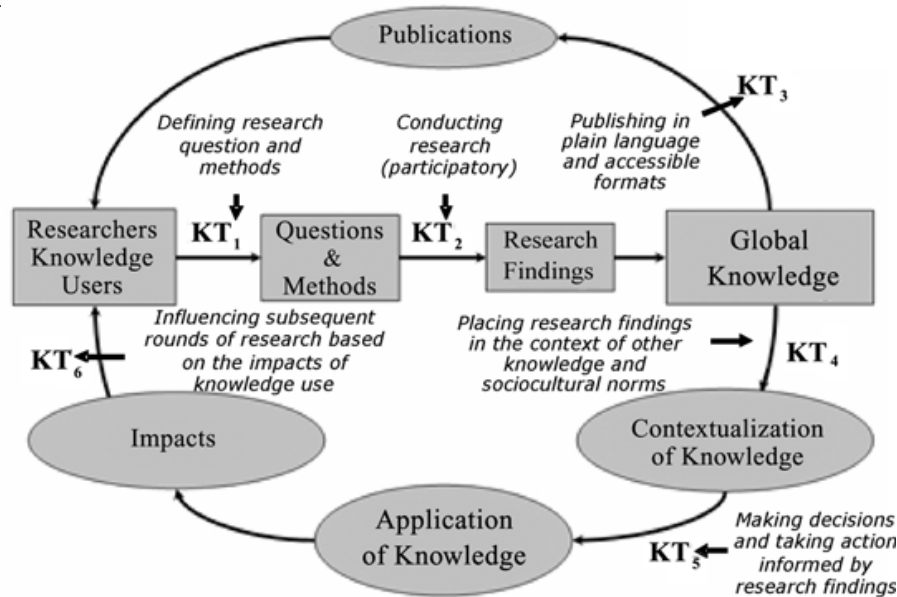 Publications
KT3
Defining research
question and
methods
Conducting
research
(participatory)
Publishing in
plain language
and accessible
formats
Researchers
Knowledge
Users
KT1
Questions
&
Methods
KT2
Research
Findings
Global
Knowledge
Influencing subsequent
rounds of research based
on the impacts of
knowledge use
KT6
Placing research findings
in the context of other
knowledge and
sociocultural norms
KT4
Impacts
Contextualization
of Knowledge
Application
of Knowledge
KT5
Making decisions
and taking action
informed by
research findings